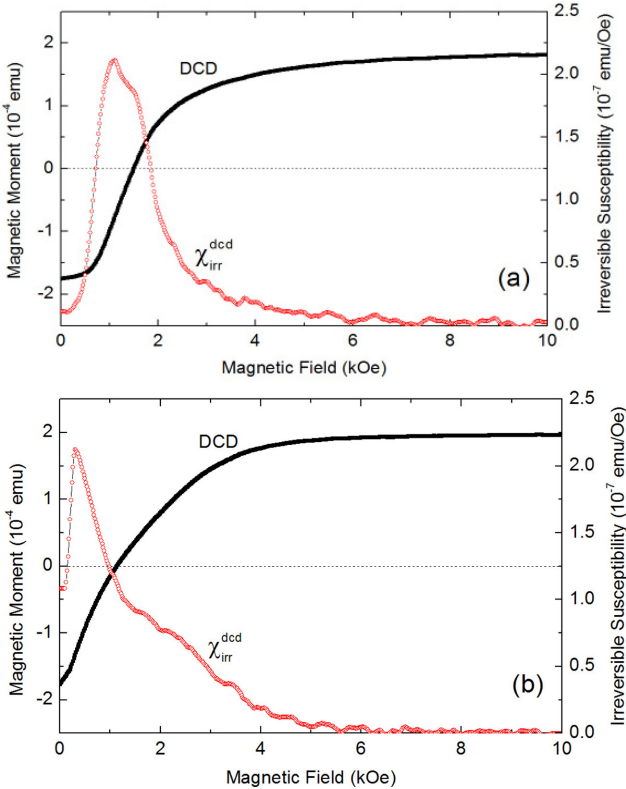 2
1
0
-1
-2
Magnetic Moment (10⁻⁴ emu)
DCD
χ_irr^dcd
(a)
2.5
2.0
1.5
1.0
0.5
0.0
Irreversible Susceptibility (10⁻⁷ emu/Oe)
0 2 4 6 8 10
Magnetic Field (kOe)
2
1
0
-1
-2
Magnetic Moment (10⁻⁴ emu)
DCD
χ_irr^dcd
(b)
2.5
2.0
1.5
1.0
0.5
0.0
Irreversible Susceptibility (10⁻⁷ emu/Oe)
0 2 4 6 8 10
Magnetic Field (kOe)